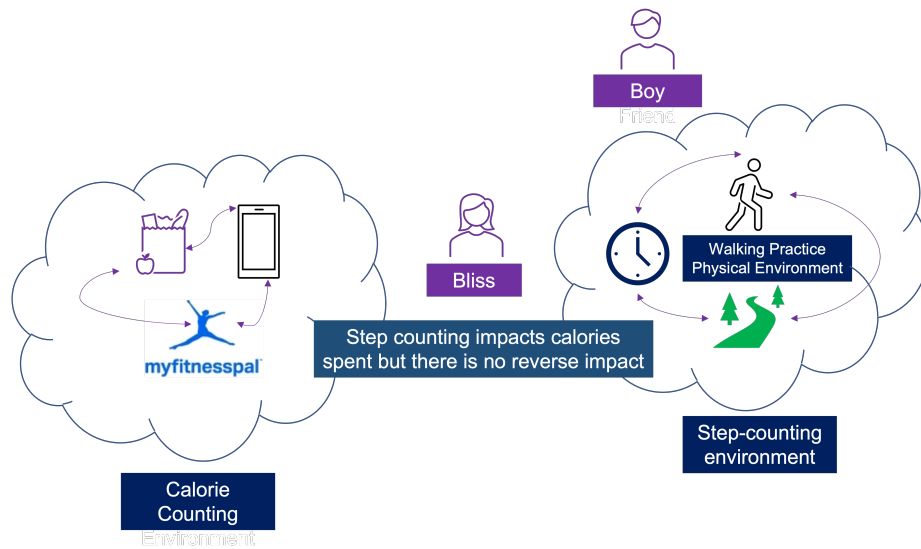 Boy
Friend
Walking Practice
Physical Environment
Bliss
myfitnesspal
Step counting impacts calories
spent but there is no reverse impact
Step-counting
environment
Calorie
Counting
Environment